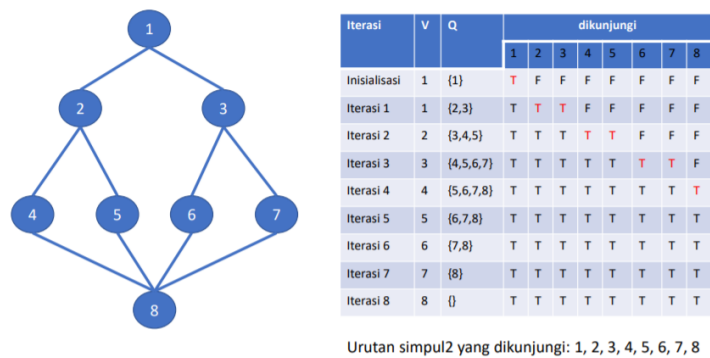 1
2
3
4
5
6
7
8
Iterasi V Q dikunjungi
1 2 3 4 5 6 7 8
Inisialisasi 1 {1} T F F F F F F F
Iterasi 1 1 {2,3} T T T F F F F F
Iterasi 2 2 {3,4,5} T T T T T F F F
Iterasi 3 3 {4,5,6,7} T T T T T T T F
Iterasi 4 4 {5,6,7,8} T T T T T T T T
Iterasi 5 5 {6,7,8} T T T T T T T T
Iterasi 6 6 {7,8} T T T T T T T T
Iterasi 7 7 {8} T T T T T T T T
Iterasi 8 8 {} T T T T T T T T
Urutan simpul2 yang dikunjungi: 1, 2, 3, 4, 5, 6, 7, 8